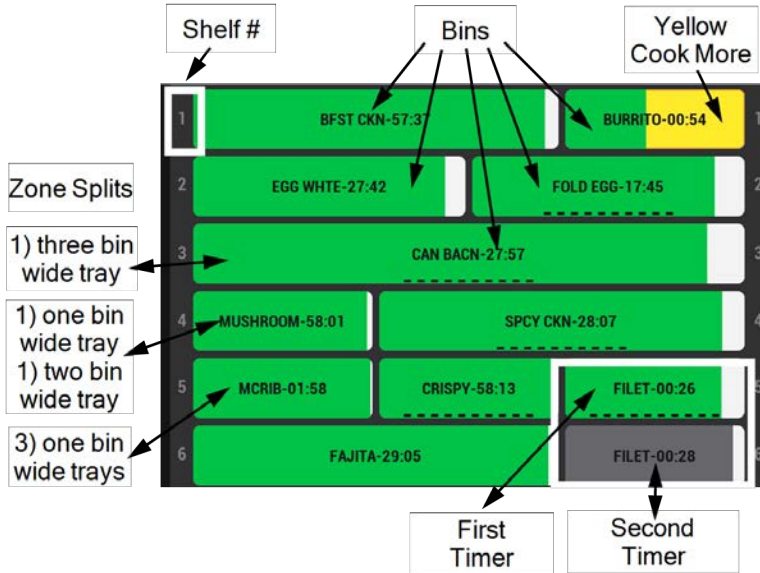 Shelf #
Bins
Yellow
Cook More
1 BFST CKN-57:37 BURRITO-00:54 1
Zone Splits
2 EGG WHTE-27:42 FOLD EGG-17:45 2
1) three bin
wide tray
3 CAN BACN-27:57 3
1) one bin
wide tray
1) two bin
wide tray
4 MUSHROOM-58:01 SPCY CKN-28:07 4
5 MCRIB-01:58 CRISPY-58:13 FILET-00:26 5
3) one bin
wide trays
6 FAJITA-29:05 FILET-00:28 6
First
Timer
Second
Timer